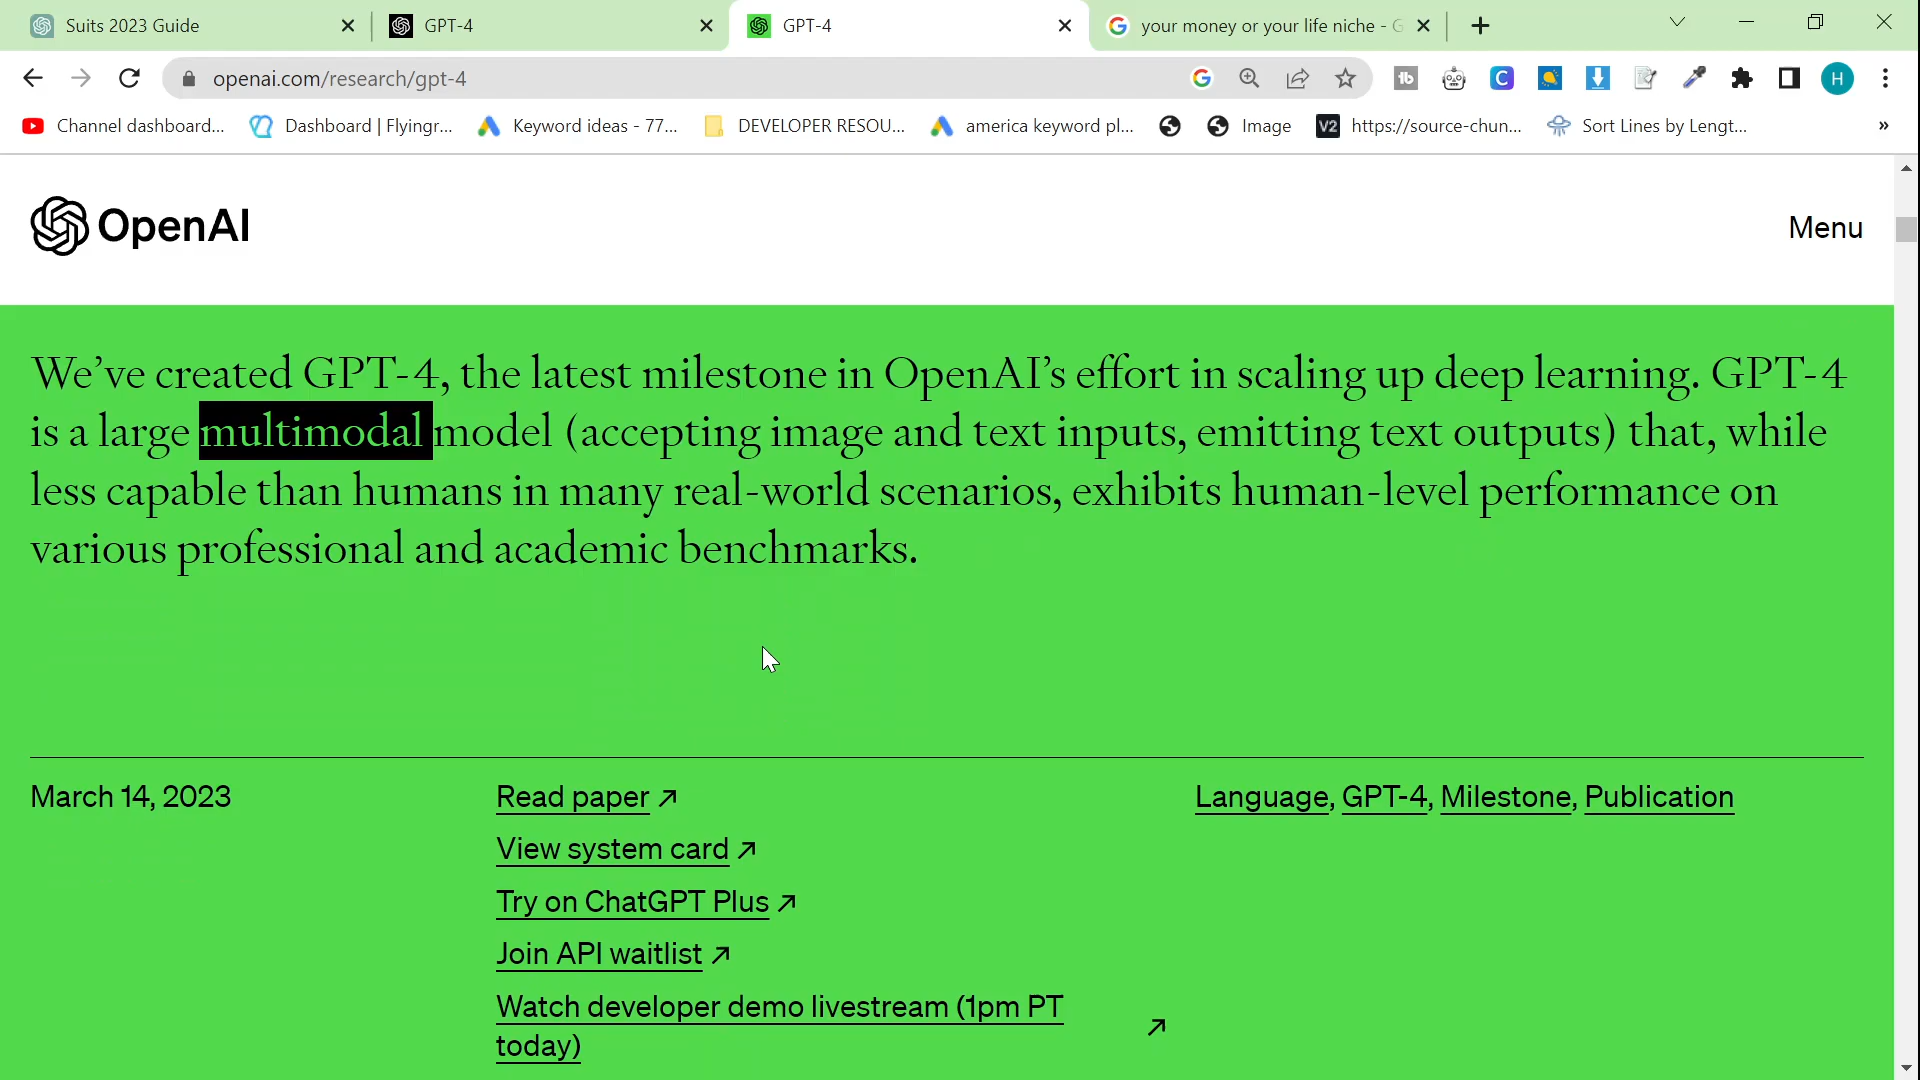 Suits 2023 Guide
GPT-4
GPT-4
your money or your life niche - G
openai.com/research/gpt-4
H
Channel dashboard...
Dashboard | Flyingr...
Keyword ideas - 77...
DEVELOPER RESOU...
america keyword pl...
Image
V2
https://source-chun...
Sort Lines by Lengt...
»
OpenAI
Menu
We’ve created GPT-4, the latest milestone in OpenAI’s effort in scaling up deep learning. GPT-4
is a large multimodal model (accepting image and text inputs, emitting text outputs) that, while
less capable than humans in many real-world scenarios, exhibits human-level performance on
various professional and academic benchmarks.
March 14, 2023
Read paper ↗
Language, GPT-4, Milestone, Publication
View system card ↗
Try on ChatGPT Plus ↗
Join API waitlist ↗
Watch developer demo livestream (1pm PT
today) ↗